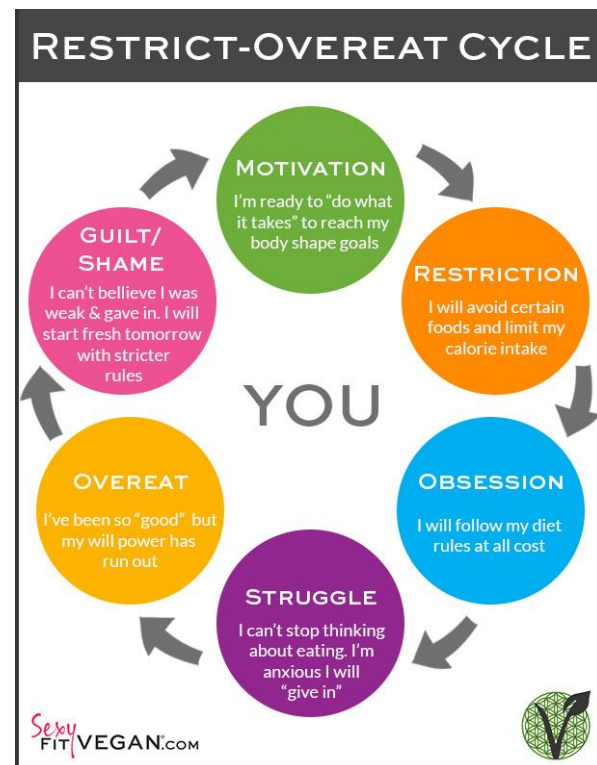 RESTRICT-OVEREAT CYCLE
MOTIVATION
I'm ready to "do what
it takes" to reach my
body shape goals
RESTRICTION
I will avoid certain
foods and limit my
calorie intake
OBSESSION
I will follow my diet
rules at all cost
STRUGGLE
I can't stop thinking
about eating. I'm
anxious I will
"give in"
OVEREAT
I've been so "good" but
my will power has
run out
GUILT/
SHAME
I can't bellieve I was
weak & gave in. I will
start fresh tomorrow
with stricter
rules
YOU
Sexy
FIT VEGAN®.COM
V